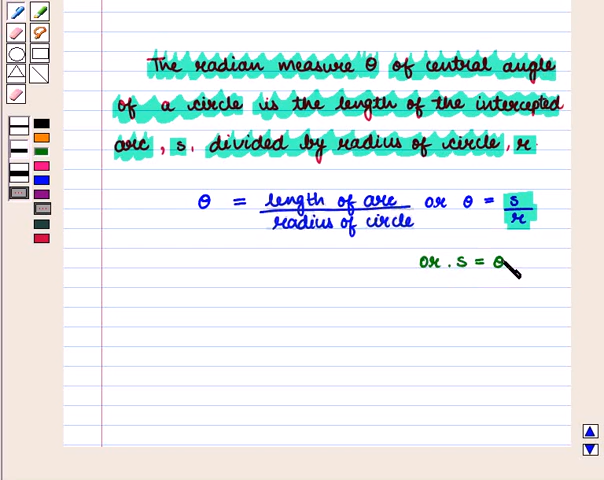 The radian measure θ of central angle
of a circle is the length of the intercepted
arc, s, divided by radius of circle, r
θ = length of arc / radius of circle or θ = s / r
or. s = θ